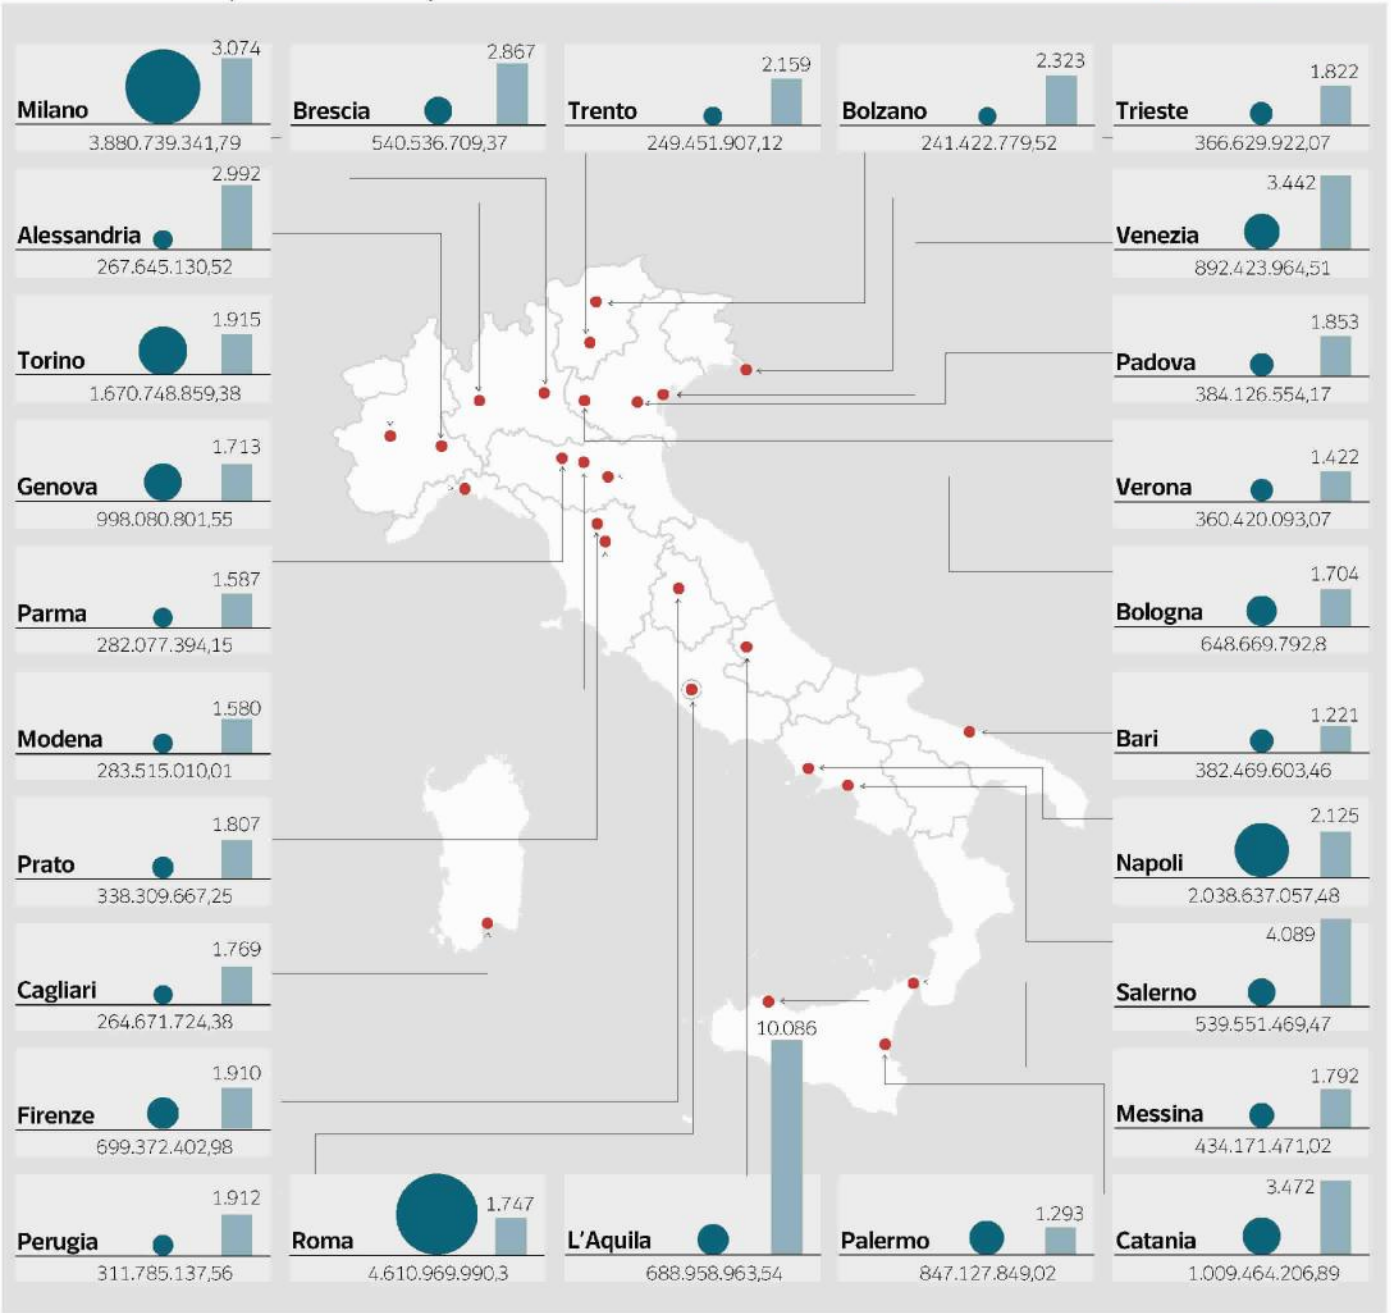 3.074
Milano
3.880.739.341,79
2.867
Brescia
540.536.709,37
2.159
Trento
249.451.907,12
2.323
Bolzano
241.422.779,52
1.822
Trieste
366.629.922,07
2.992
Alessandria
267.645.130,52
3.442
Venezia
892.423.964,51
1.915
Torino
1.670.748.859,38
1.853
Padova
384.126.554,17
1.713
Genova
998.080.801,55
1.422
Verona
360.420.093,07
1.587
Parma
282.077.394,15
1.704
Bologna
648.669.792,8
1.580
Modena
283.515.010,01
1.221
Bari
382.469.603,46
1.807
Prato
338.309.667,25
2.125
Napoli
2.038.637.057,48
1.769
Cagliari
264.671.724,38
4.089
Salerno
539.551.469,47
1.910
Firenze
699.372.402,98
1.792
Messina
434.171.471,02
1.912
Perugia
311.785.137,56
1.747
Roma
4.610.969.990,3
10.086
L'Aquila
688.958.963,54
1.293
Palermo
847.127.849,02
3.472
Catania
1.009.464.206,89